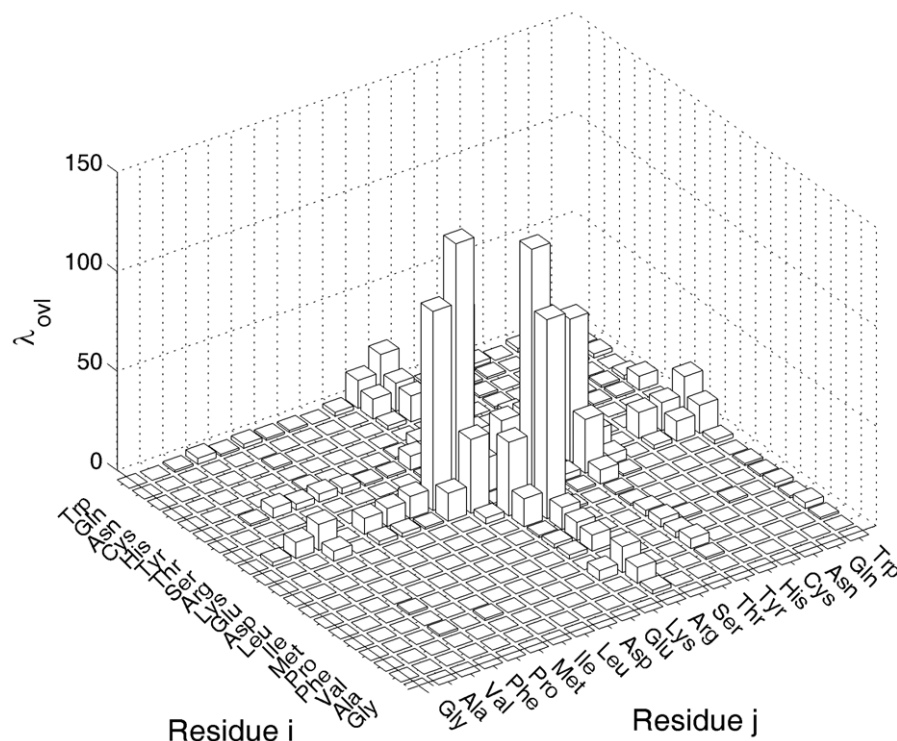 150
100
50
0
λovl
Trp
Gln
Asn
Cys
His
Tyr
Thr
Ser
Arg
Lys
Glu
Asp
Leu
Ile
Met
Pro
Phe
Val
Ala
Gly
Residue i
Gly
Ala
Val
Phe
Pro
Met
Ile
Leu
Asp
Glu
Lys
Arg
Ser
Thr
Tyr
His
Cys
Asn
Gln
Trp
Residue j